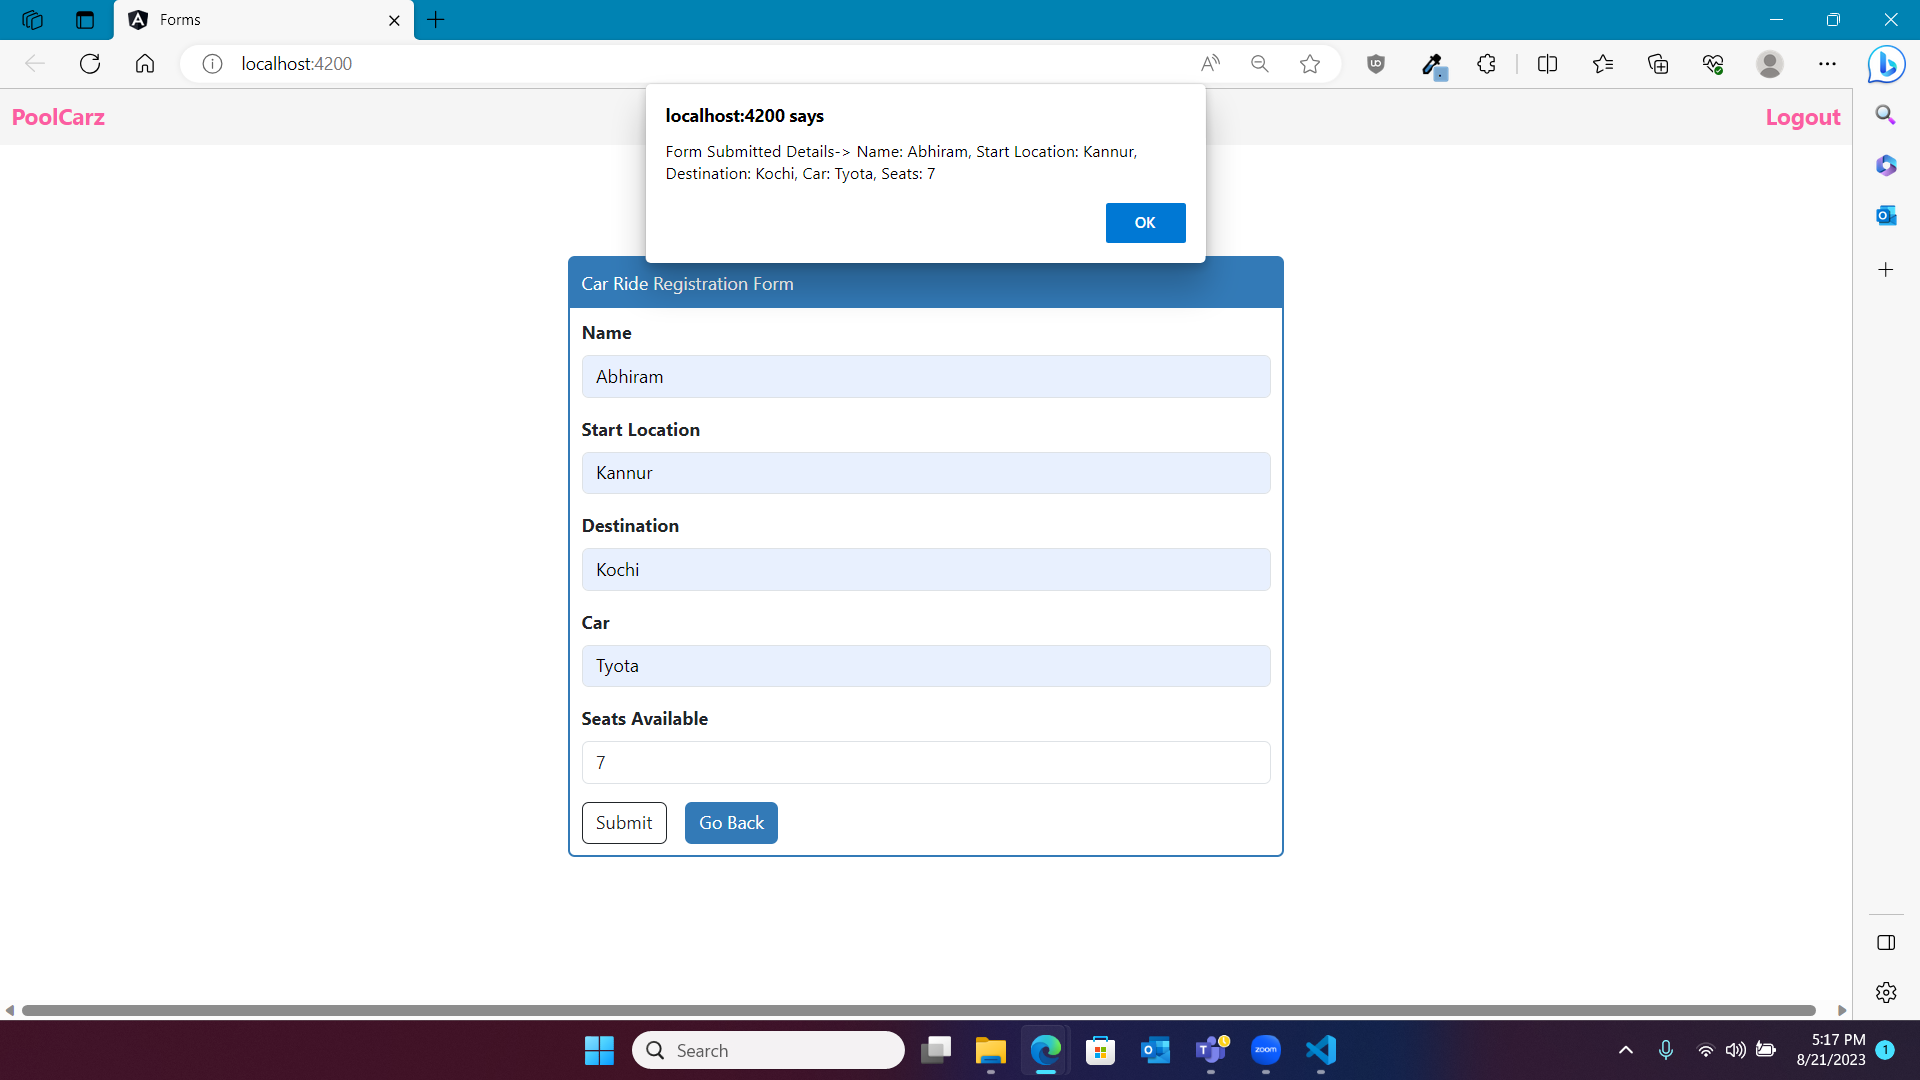 Forms
localhost:4200
PoolCarz
Logout
localhost:4200 says
Form Submitted Details-> Name: Abhiram, Start Location: Kannur,
Destination: Kochi, Car: Tyota, Seats: 7
OK
Car Ride Registration Form
Name
Abhiram
Start Location
Kannur
Destination
Kochi
Car
Tyota
Seats Available
7
Submit
Go Back
Search
zoom
5:17 PM
8/21/2023
1